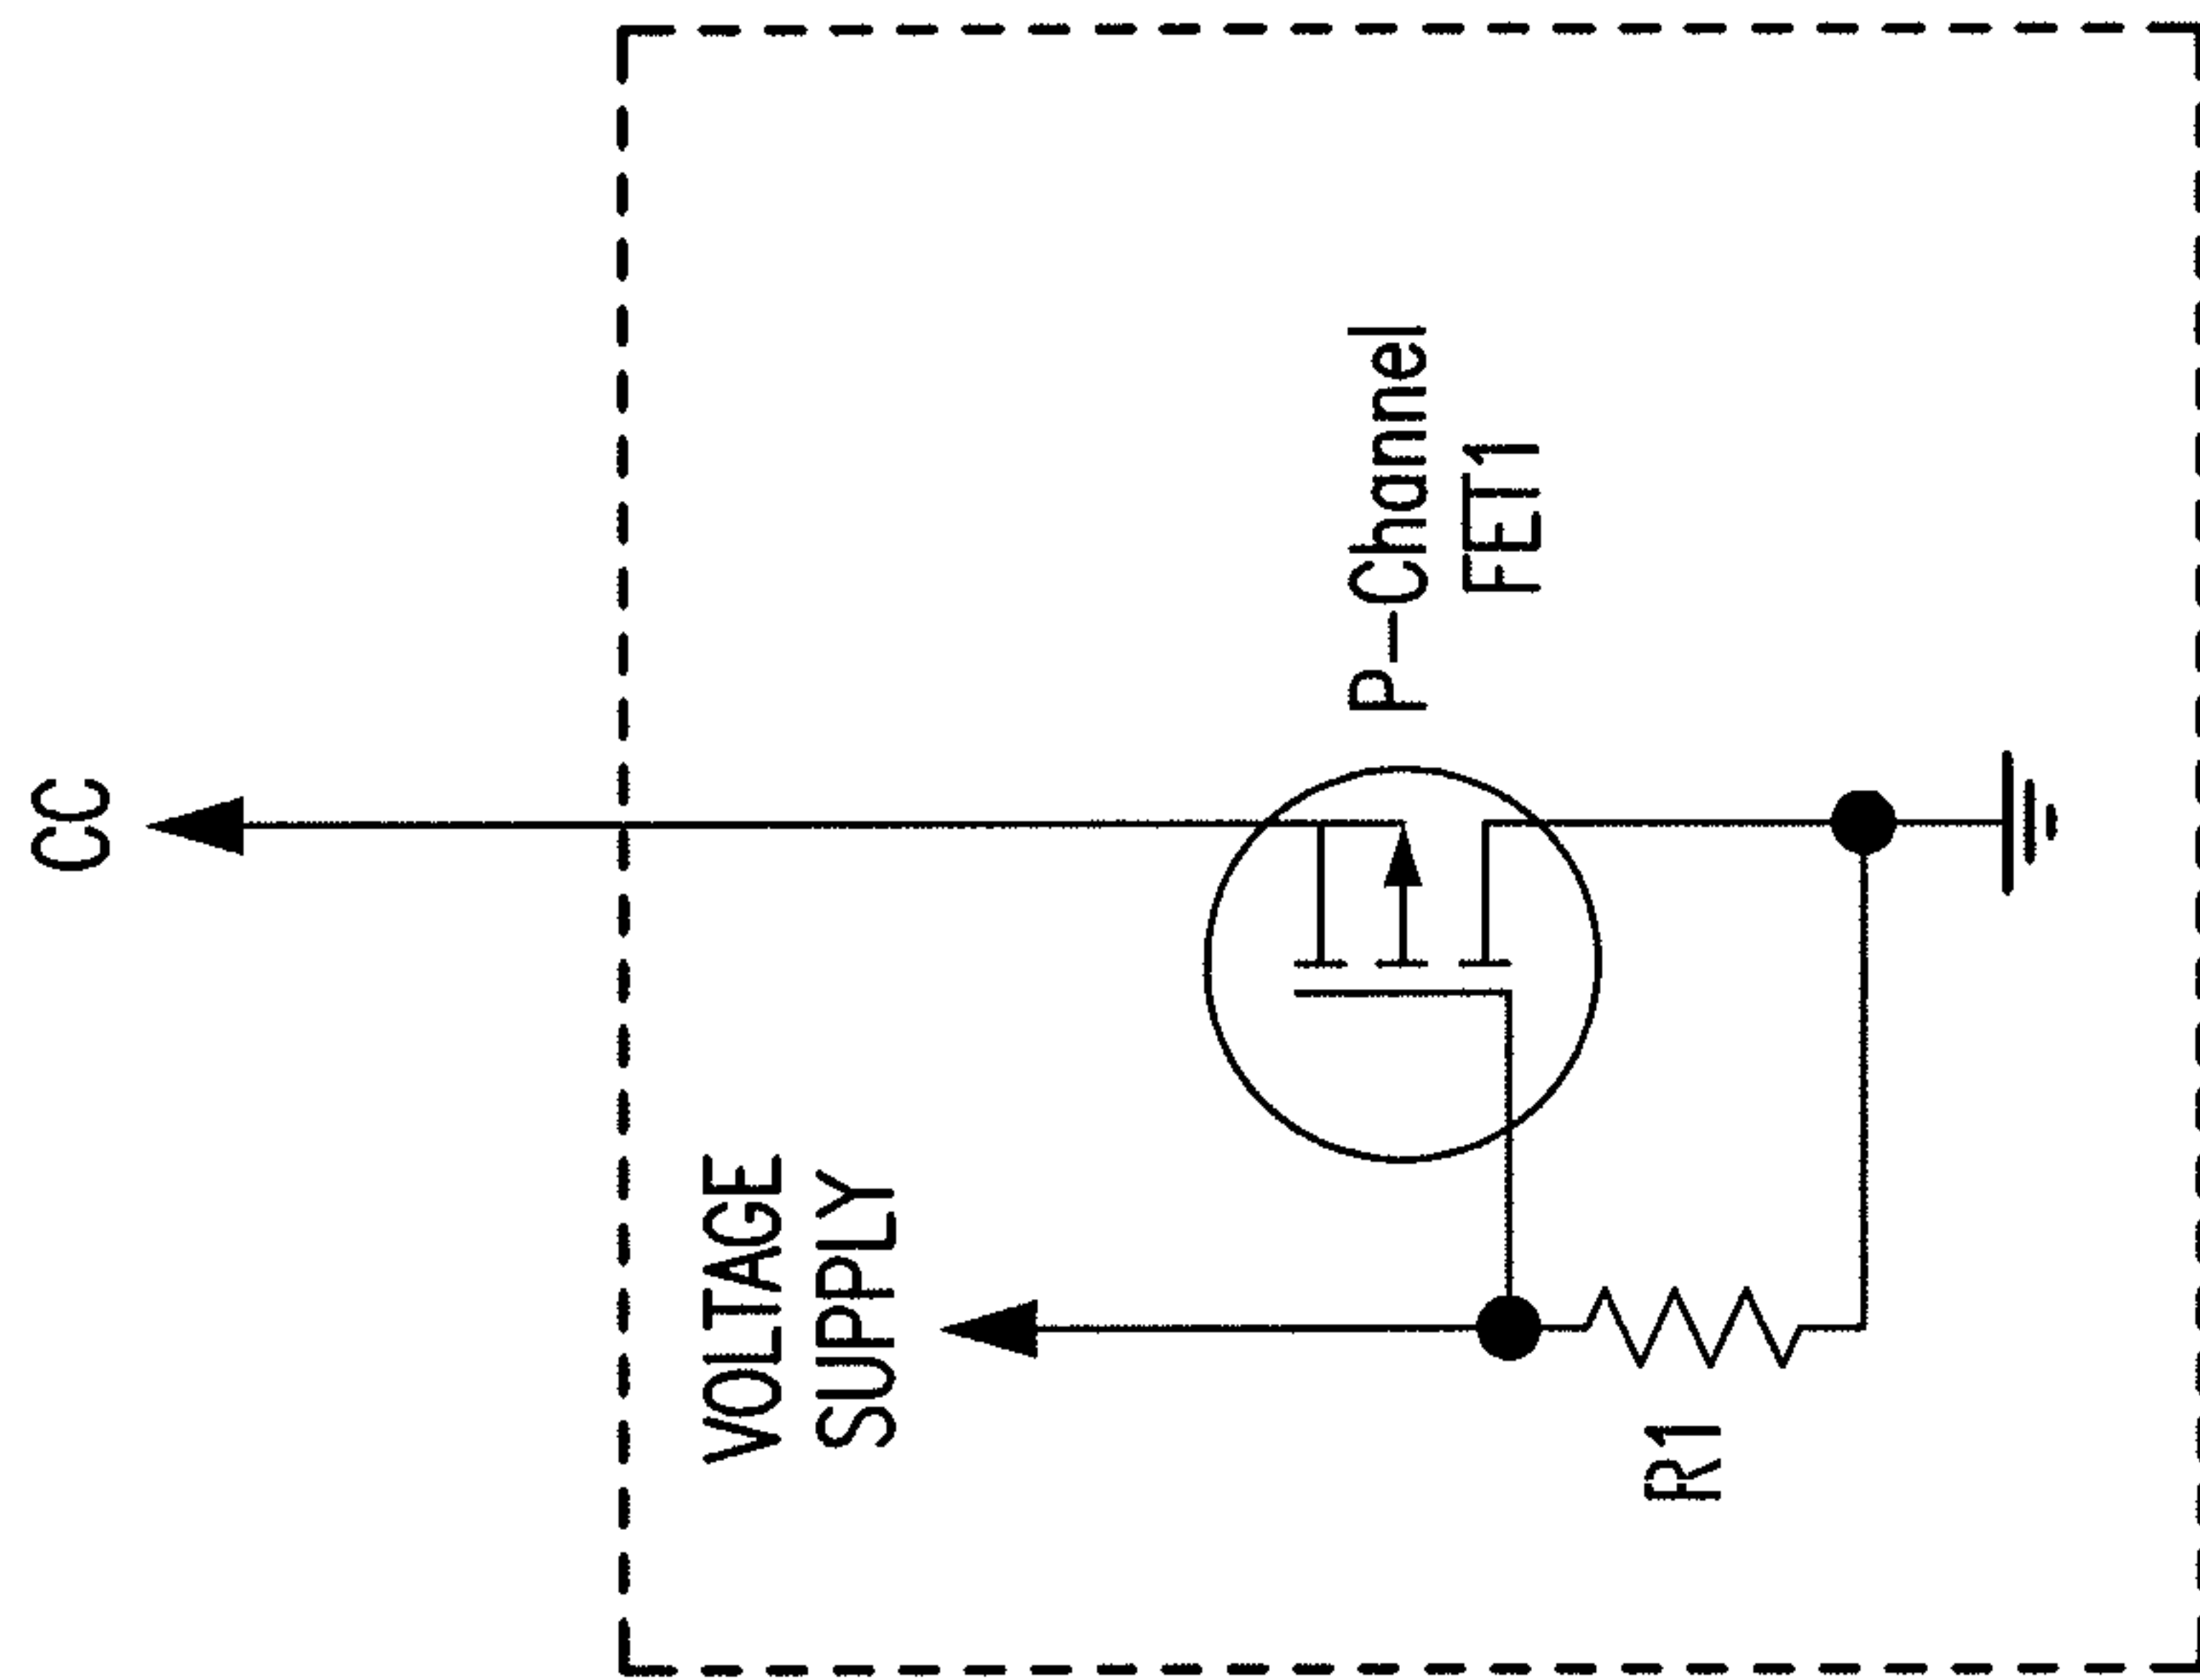 CC
VOLTAGE
SUPPLY
P-Channel
FET1
R1